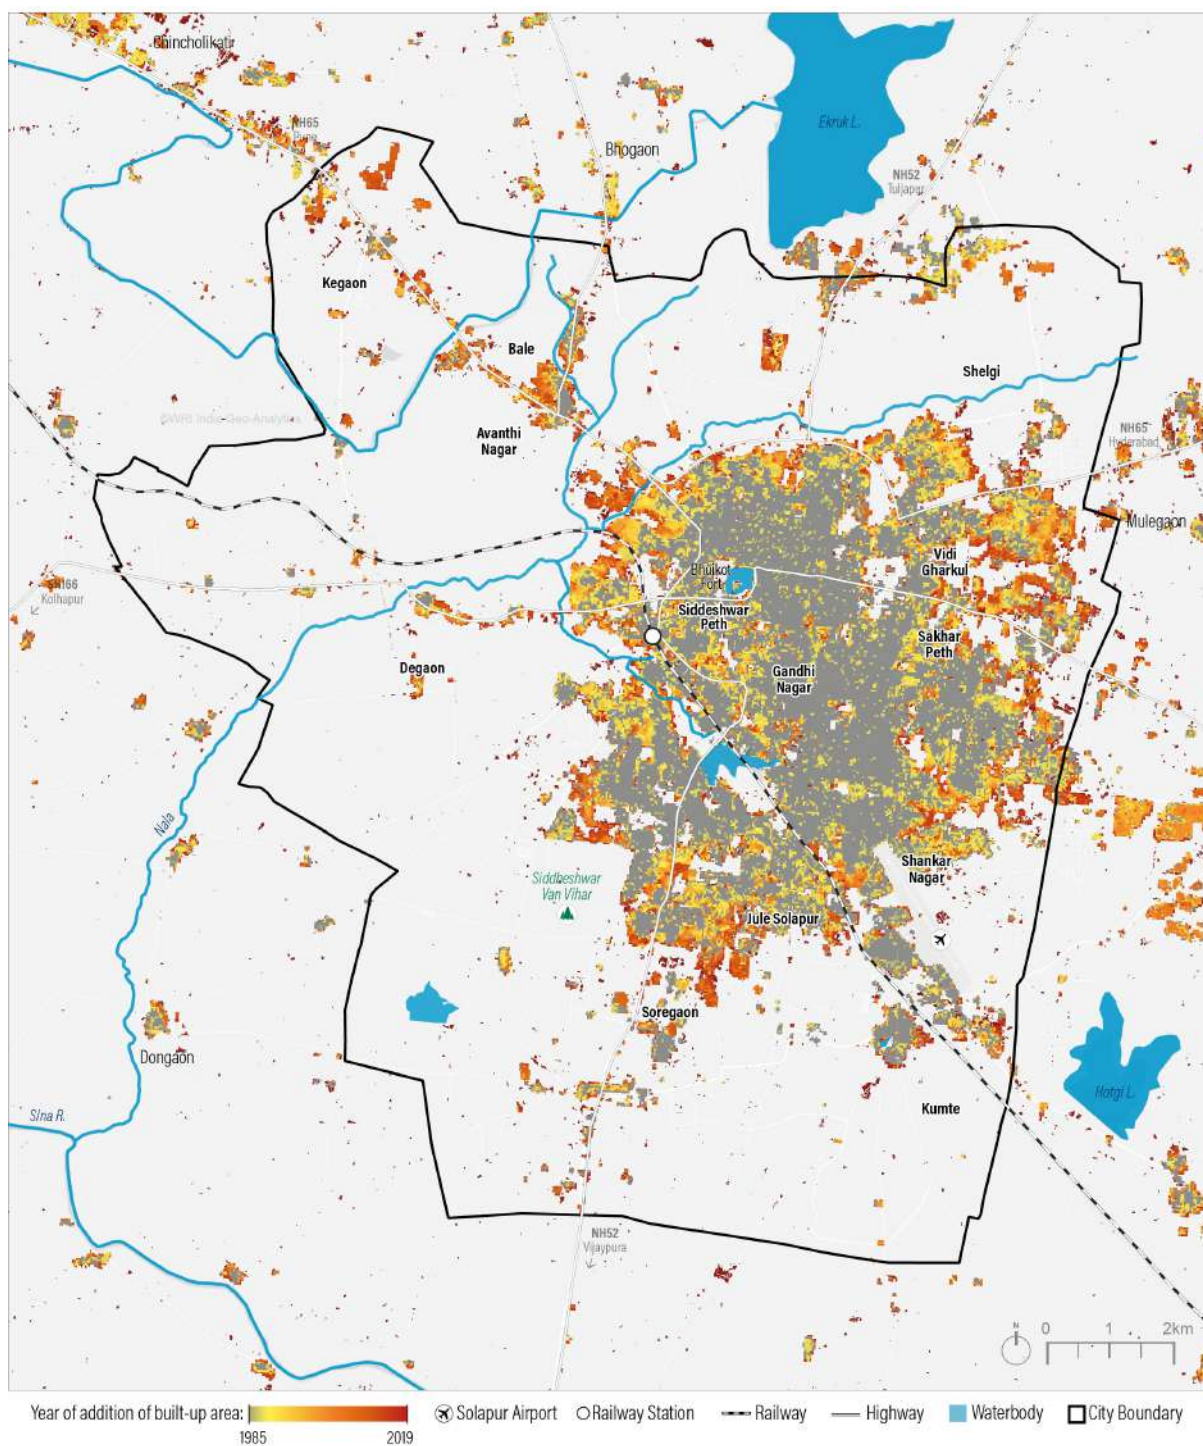 Chincholikati
NH65
Pune
Bhogaon
Ekruk L.
NH52
Tuljapur
Kegaon
Bale
Shelgi
©WRI India Geo-Analytics
Avanthi
Nagar
NH65
Hyderabad
Mulegaon
Vidi
Gharkul
Bhuikot
Fort
SH166
Kolhapur
Siddeshwar
Peth
Sakhar
Peth
Degaon
Gandhi
Nagar
Nala
Shankar
Nagar
Siddheshwar
Van Vihar
Jule Solapur
Soregaon
Dongaon
Hotgi L.
Sina R.
Kumte
NH52
Vijaypura
N
0 1 2km
Year of addition of built-up area:
1985 2019
Solapur Airport
Railway Station
Railway
Highway
Waterbody
City Boundary